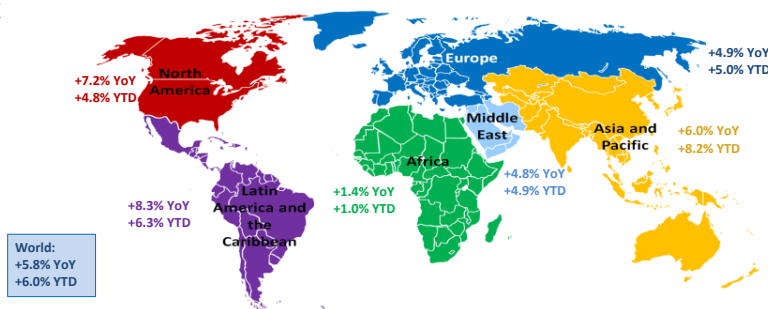 Europe
+4.9% YoY
+5.0% YTD
North
America
+7.2% YoY
+4.8% YTD
Middle
East
Asia and
Pacific
+6.0% YoY
+8.2% YTD
Africa
+4.8% YoY
+4.9% YTD
+1.4% YoY
+1.0% YTD
Latin
America and
the
Caribbean
+8.3% YoY
+6.3% YTD
World:
+5.8% YoY
+6.0% YTD